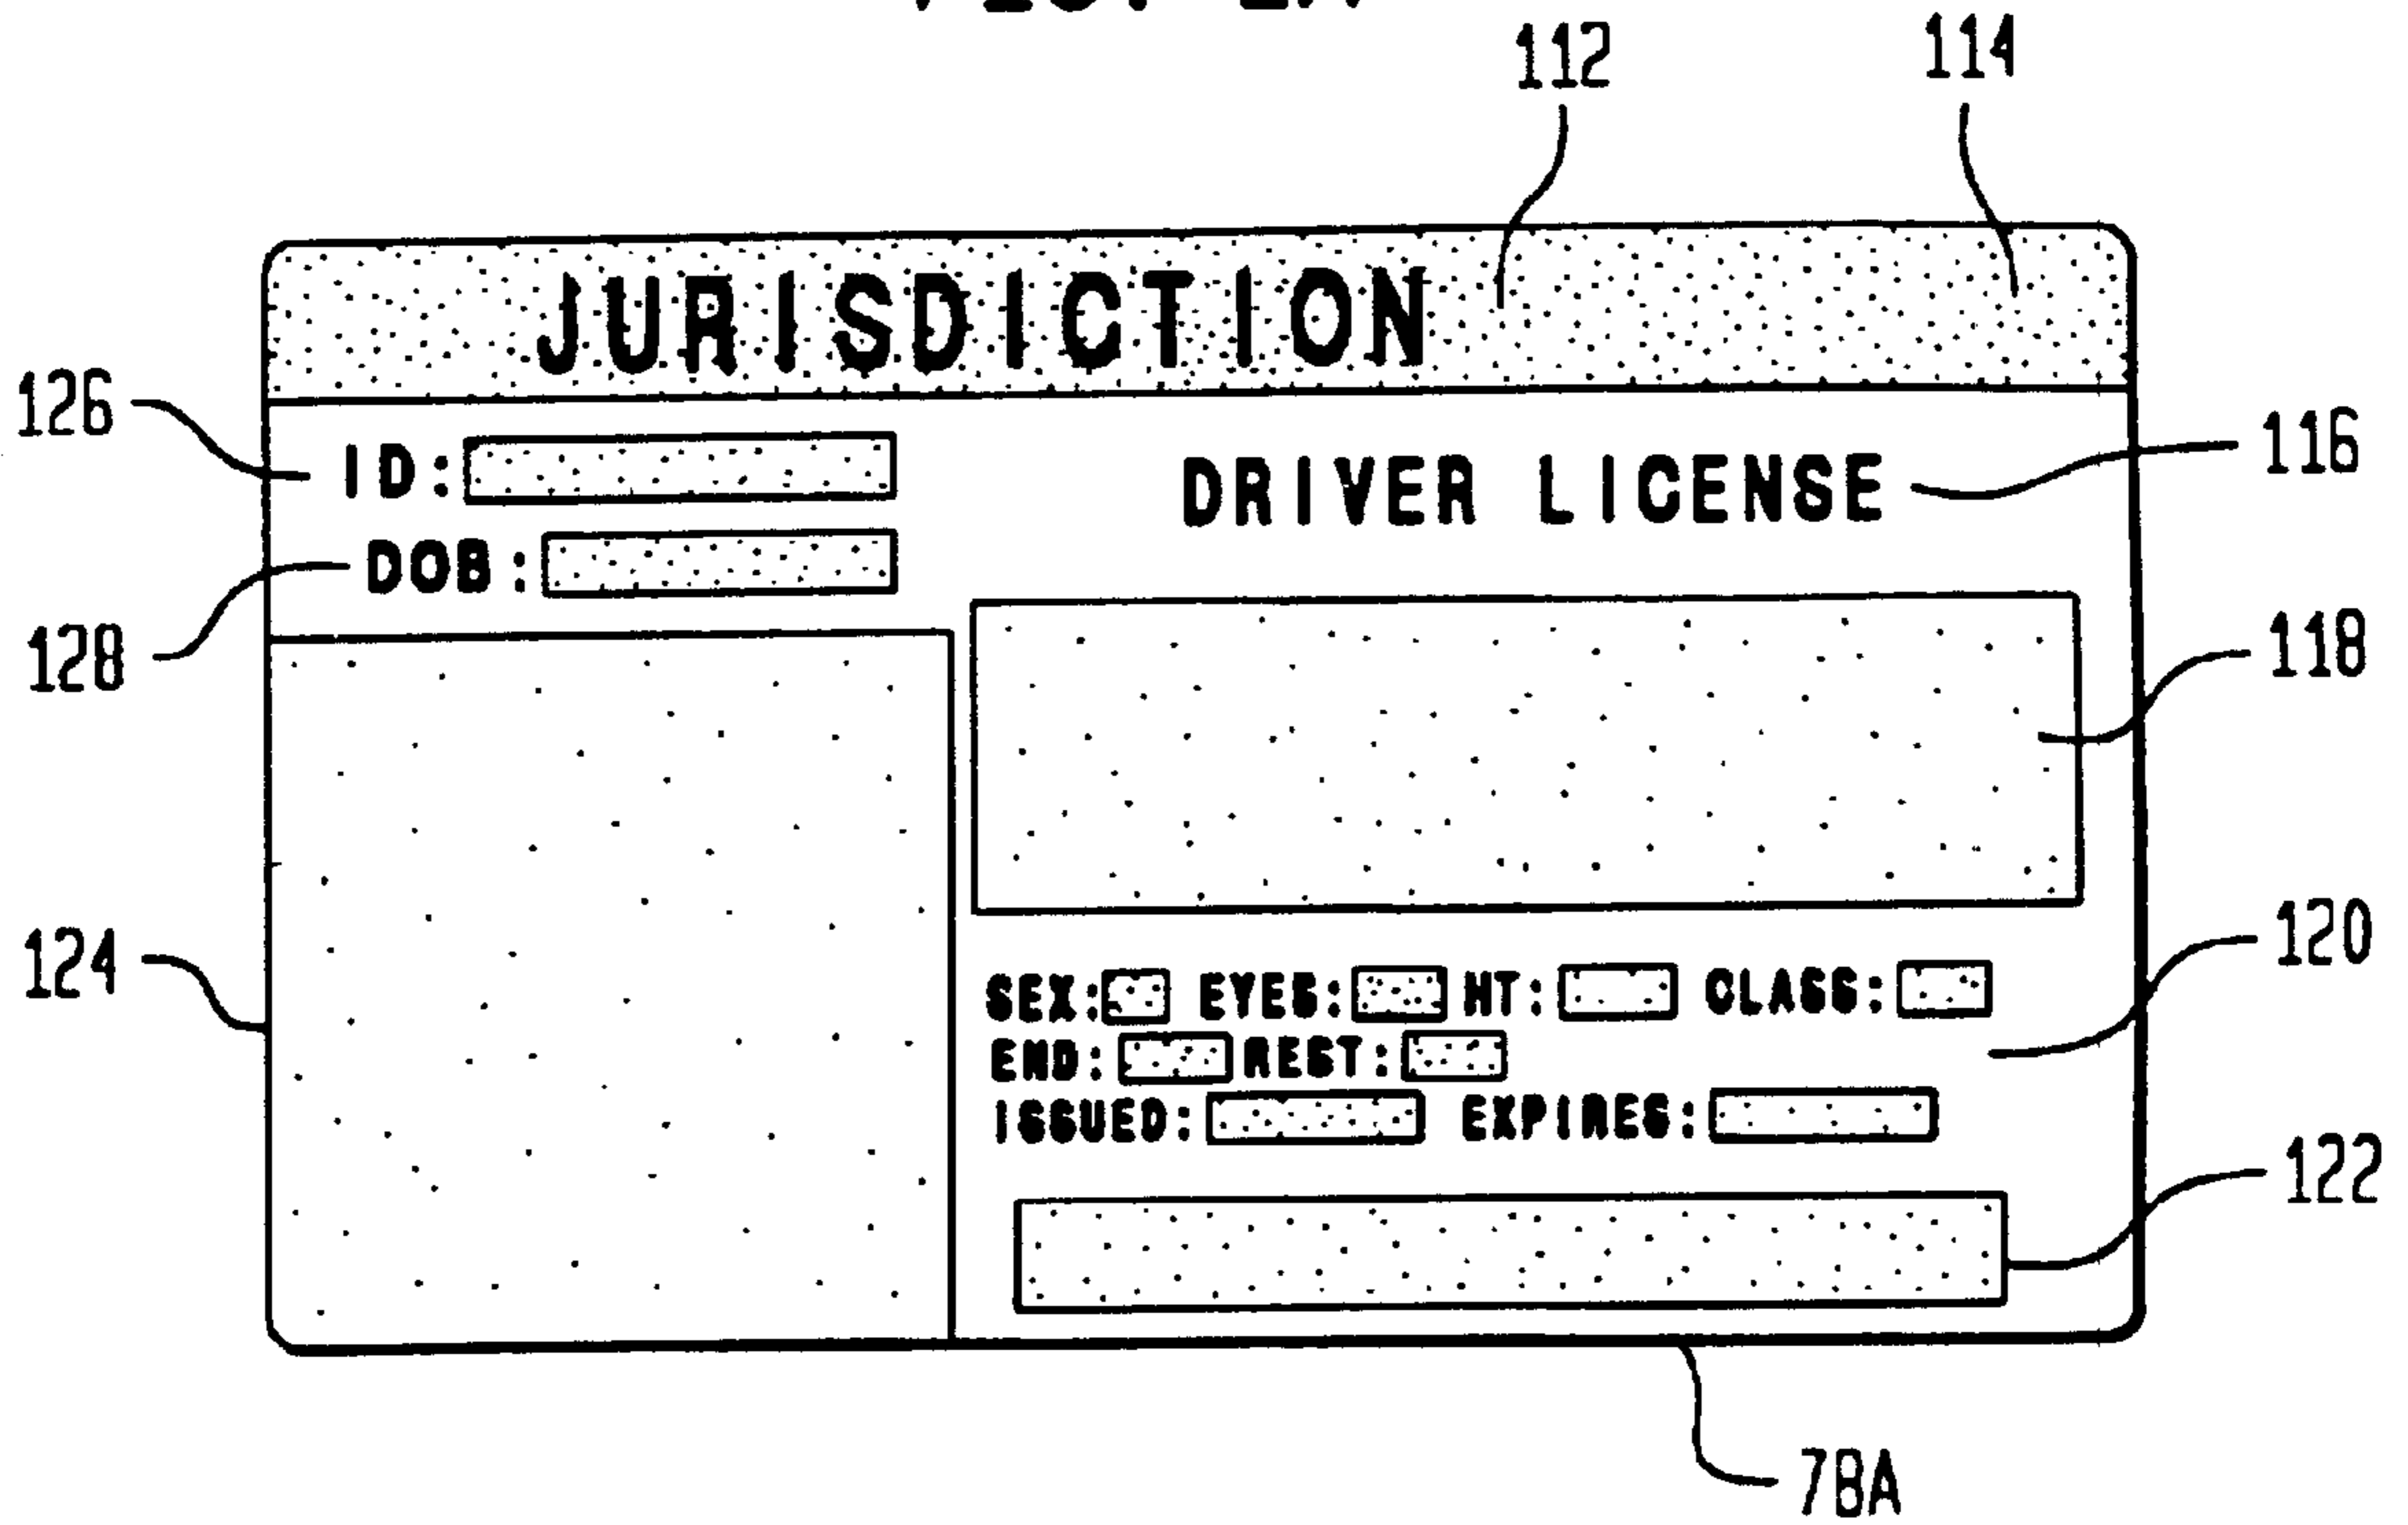 112 114
JURISDICTION
126
ID:
DRIVER LICENSE 116
128 DOB:
118
124
SEX: EYES: HT: CLASS: 120
END: REST:
ISSUED: EXPIRES:
122
78A